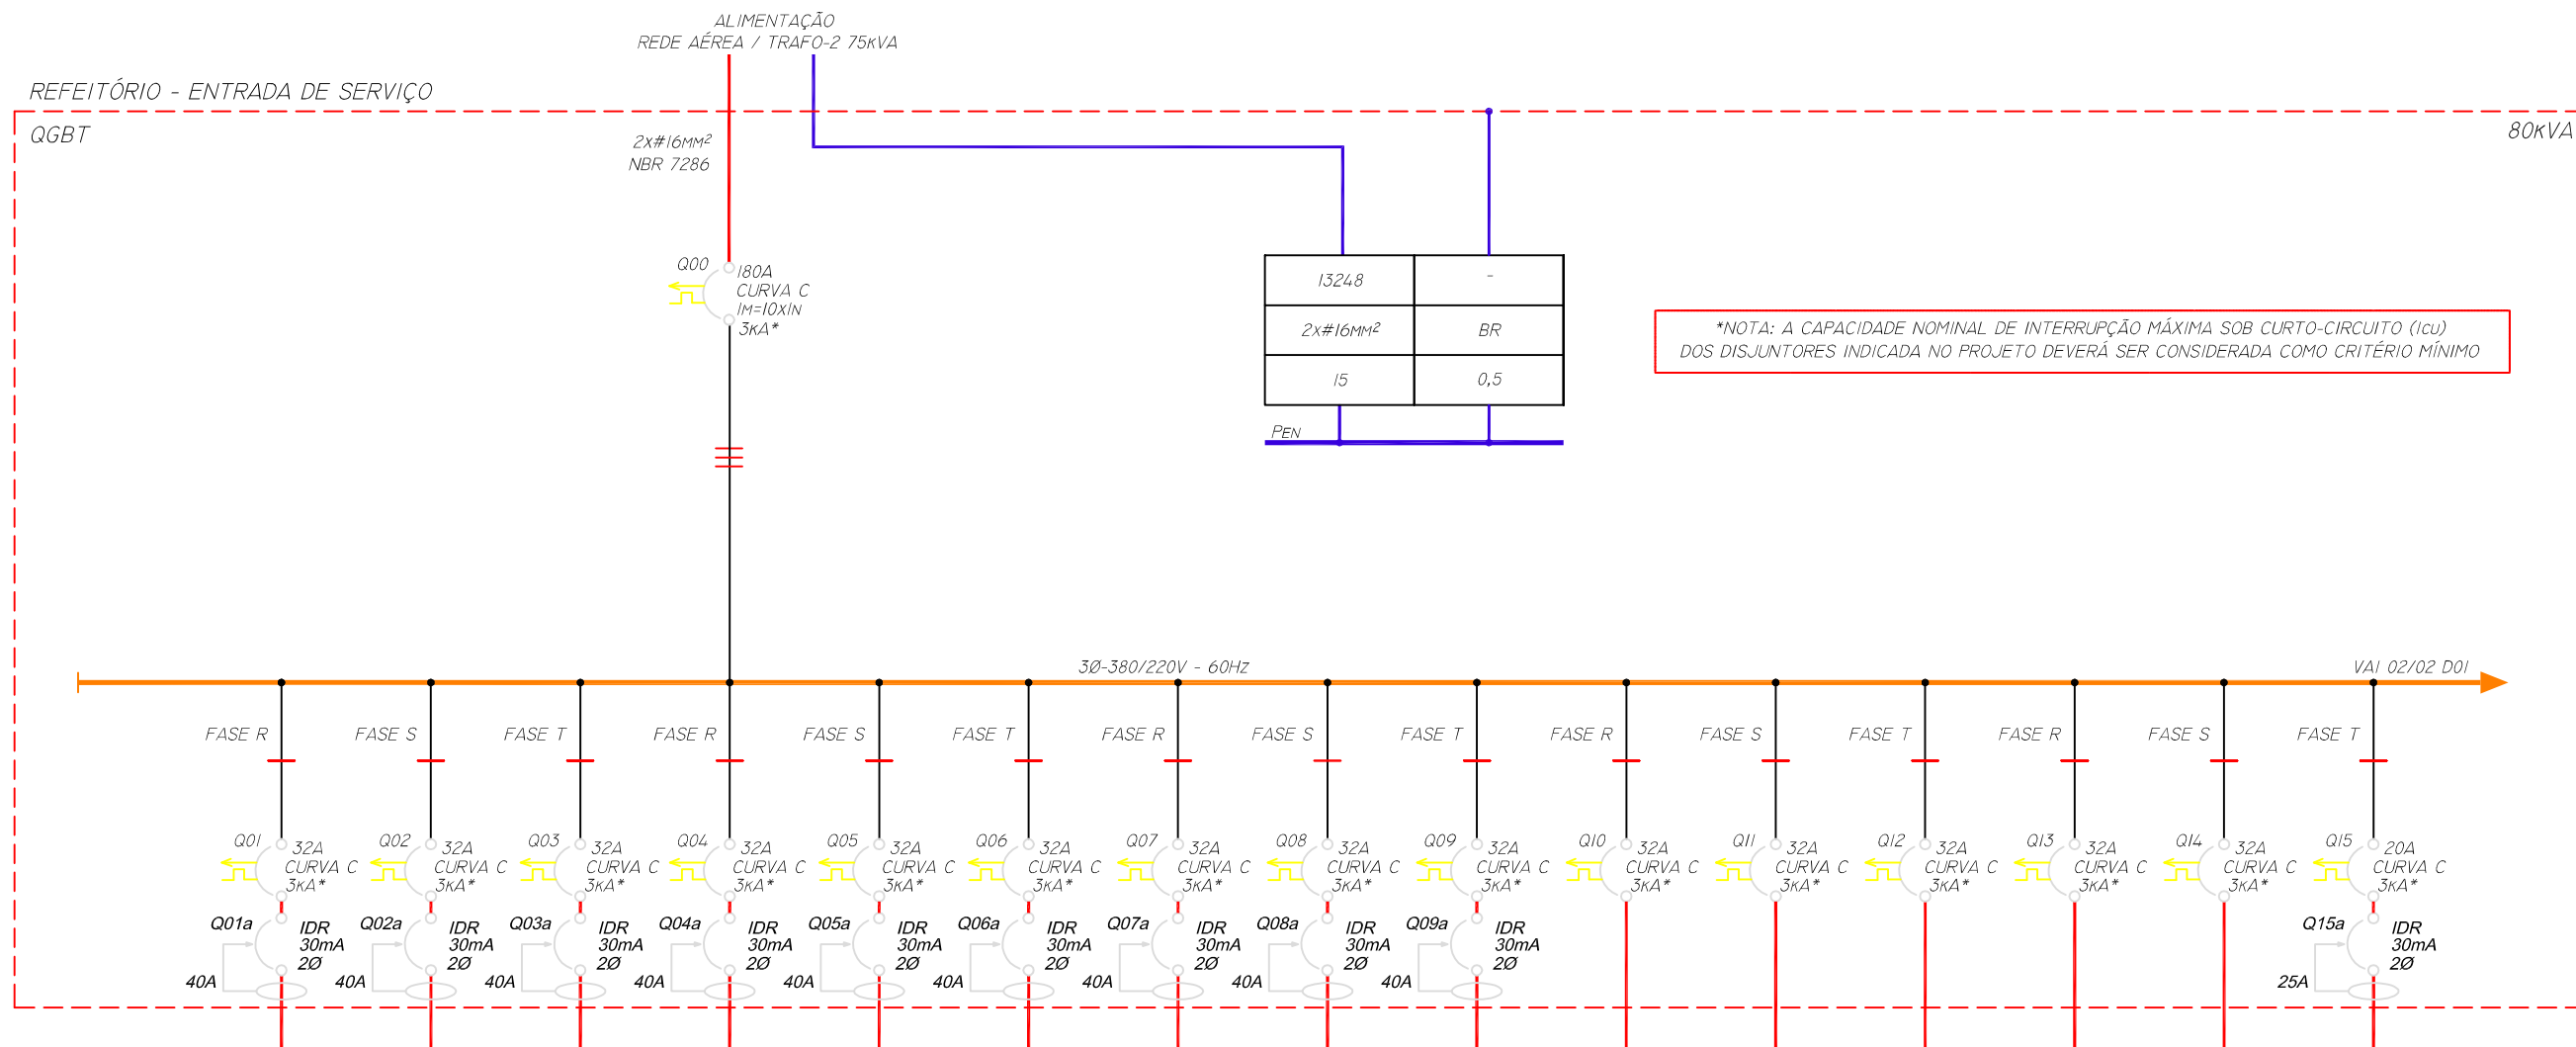 ALIMENTAÇÃO
REDE AÉREA / TRAFO-2 75KVA
REFEITÓRIO - ENTRADA DE SERVIÇO
QGBT
80KVA
2X#16MM²
NBR 7286
Q00
180A
CURVA C
IM=10XIN
3KA*
13248
-
2X#16MM²
BR
15
0,5
PEN
*NOTA: A CAPACIDADE NOMINAL DE INTERRUPÇÃO MÁXIMA SOB CURTO-CIRCUITO (Icu)
DOS DISJUNTORES INDICADA NO PROJETO DEVERÁ SER CONSIDERADA COMO CRITÉRIO MÍNIMO
3Ø-380/220V - 60HZ
VAI 02/02 D01
FASE R
FASE S
FASE T
FASE R
FASE S
FASE T
FASE R
FASE S
FASE T
FASE R
FASE S
FASE T
FASE R
FASE S
FASE T
Q01
32A
CURVA C
3KA*
Q02
32A
CURVA C
3KA*
Q03
32A
CURVA C
3KA*
Q04
32A
CURVA C
3KA*
Q05
32A
CURVA C
3KA*
Q06
32A
CURVA C
3KA*
Q07
32A
CURVA C
3KA*
Q08
32A
CURVA C
3KA*
Q09
32A
CURVA C
3KA*
Q10
32A
CURVA C
3KA*
Q11
32A
CURVA C
3KA*
Q12
32A
CURVA C
3KA*
Q13
32A
CURVA C
3KA*
Q14
32A
CURVA C
3KA*
Q15
20A
CURVA C
3KA*
Q01a
IDR
30mA
2Ø
40A
Q02a
IDR
30mA
2Ø
40A
Q03a
IDR
30mA
2Ø
40A
Q04a
IDR
30mA
2Ø
40A
Q05a
IDR
30mA
2Ø
40A
Q06a
IDR
30mA
2Ø
40A
Q07a
IDR
30mA
2Ø
40A
Q08a
IDR
30mA
2Ø
40A
Q09a
IDR
30mA
2Ø
40A
Q15a
IDR
30mA
2Ø
25A